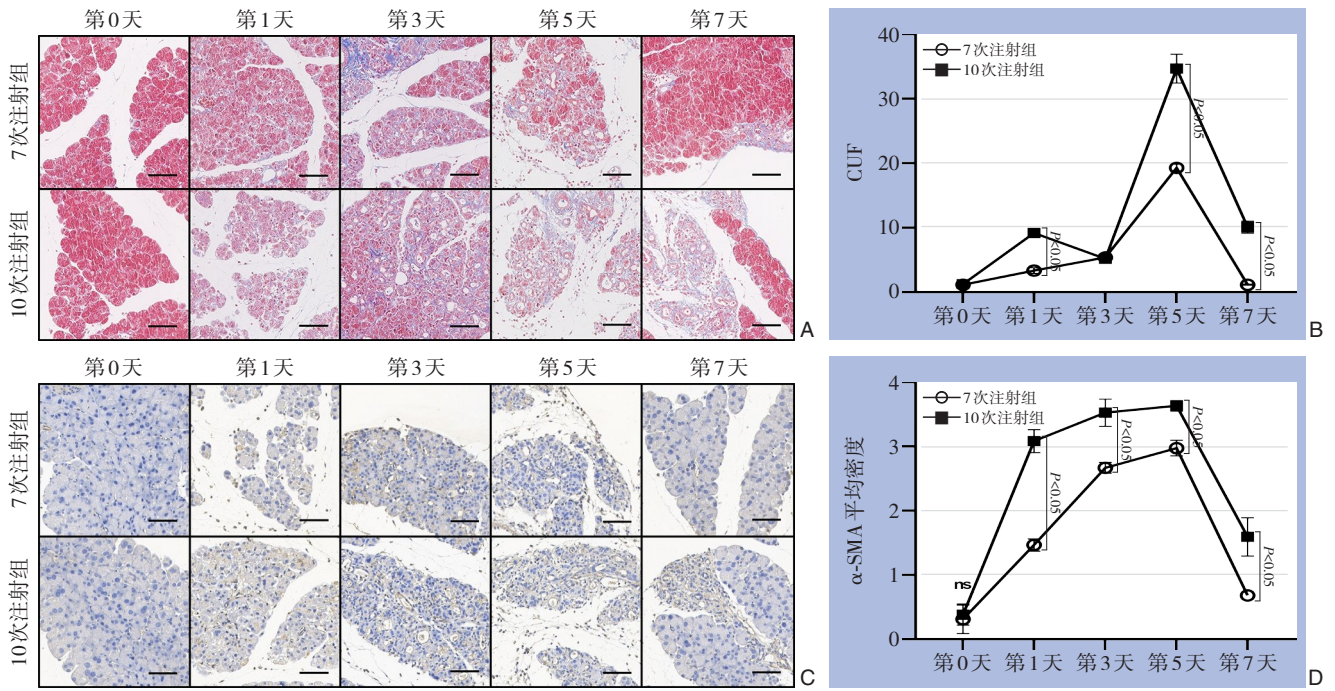 第0天 第1天 第3天 第5天 第7天
7次注射组
10次注射组
A
40
30
20
10
0
CUF
7次注射组
10次注射组
P<0.05
P<0.05
P<0.05
第0天 第1天 第3天 第5天 第7天
B
第0天 第1天 第3天 第5天 第7天
7次注射组
10次注射组
C
4
3
2
1
0
α-SMA平均密度
7次注射组
10次注射组
ns
P<0.05
P<0.05
P<0.05
P<0.05
第0天 第1天 第3天 第5天 第7天
D